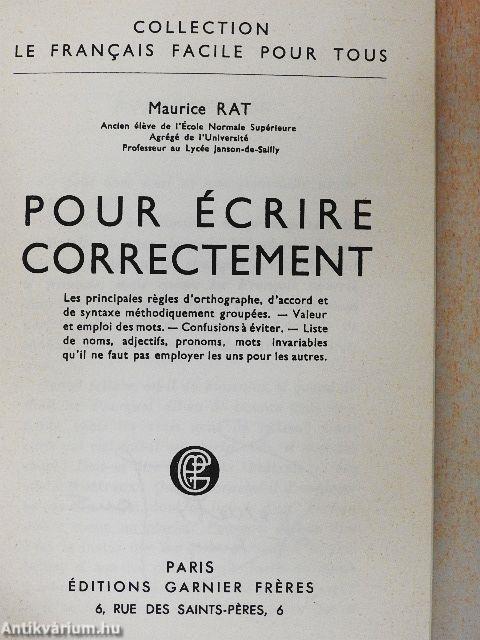 COLLECTION
LE FRANÇAIS FACILE POUR TOUS
Maurice RAT
Ancien élève de l'École Normale Supérieure
Agrégé de l'Université
Professeur au Lycée Janson-de-Sailly
POUR ÉCRIRE
CORRECTEMENT
Les principales règles d'orthographe, d'accord et
de syntaxe méthodiquement groupées. — Valeur
et emploi des mots. — Confusions à éviter. — Liste
de noms, adjectifs, pronoms, mots invariables
qu'il ne faut pas employer les uns pour les autres.
PARIS
ÉDITIONS GARNIER FRÈRES
6, RUE DES SAINTS-PÈRES, 6
Antikvárium.hu